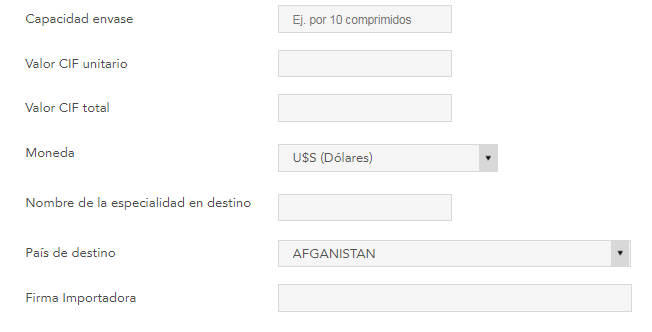 Capacidad envase Ej. por 10 comprimidos
Valor CIF unitario
Valor CIF total
Moneda U$S (Dólares)
Nombre de la especialidad en destino
País de destino AFGANISTAN
Firma Importadora